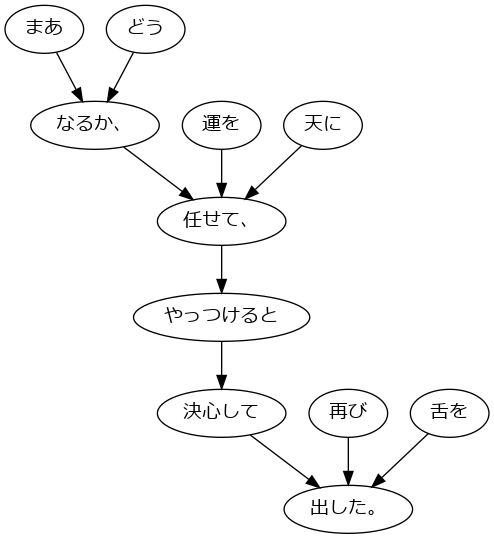 まあ どう
なるか、 運を 天に
任せて、
やっつけると
決心して 再び 舌を
出した。